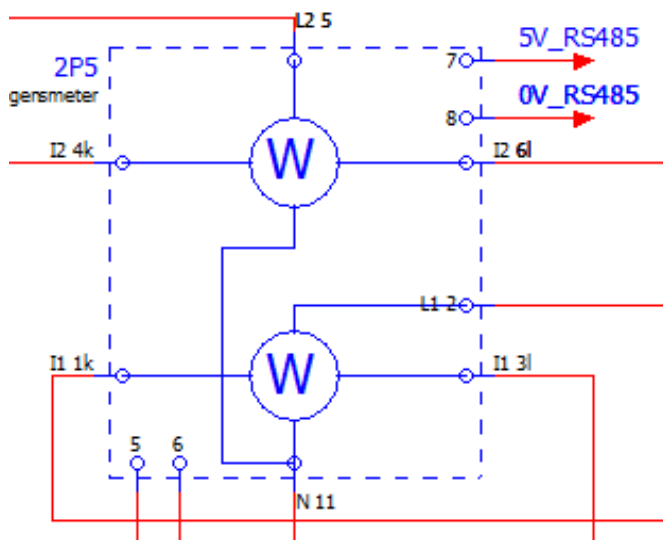 L2 5
5V_RS485
2P5
7
gensmeter
0V_RS485
8
I2 4k
W
I2 6l
L1 2
I1 1k
W
I1 3l
5
6
N 11